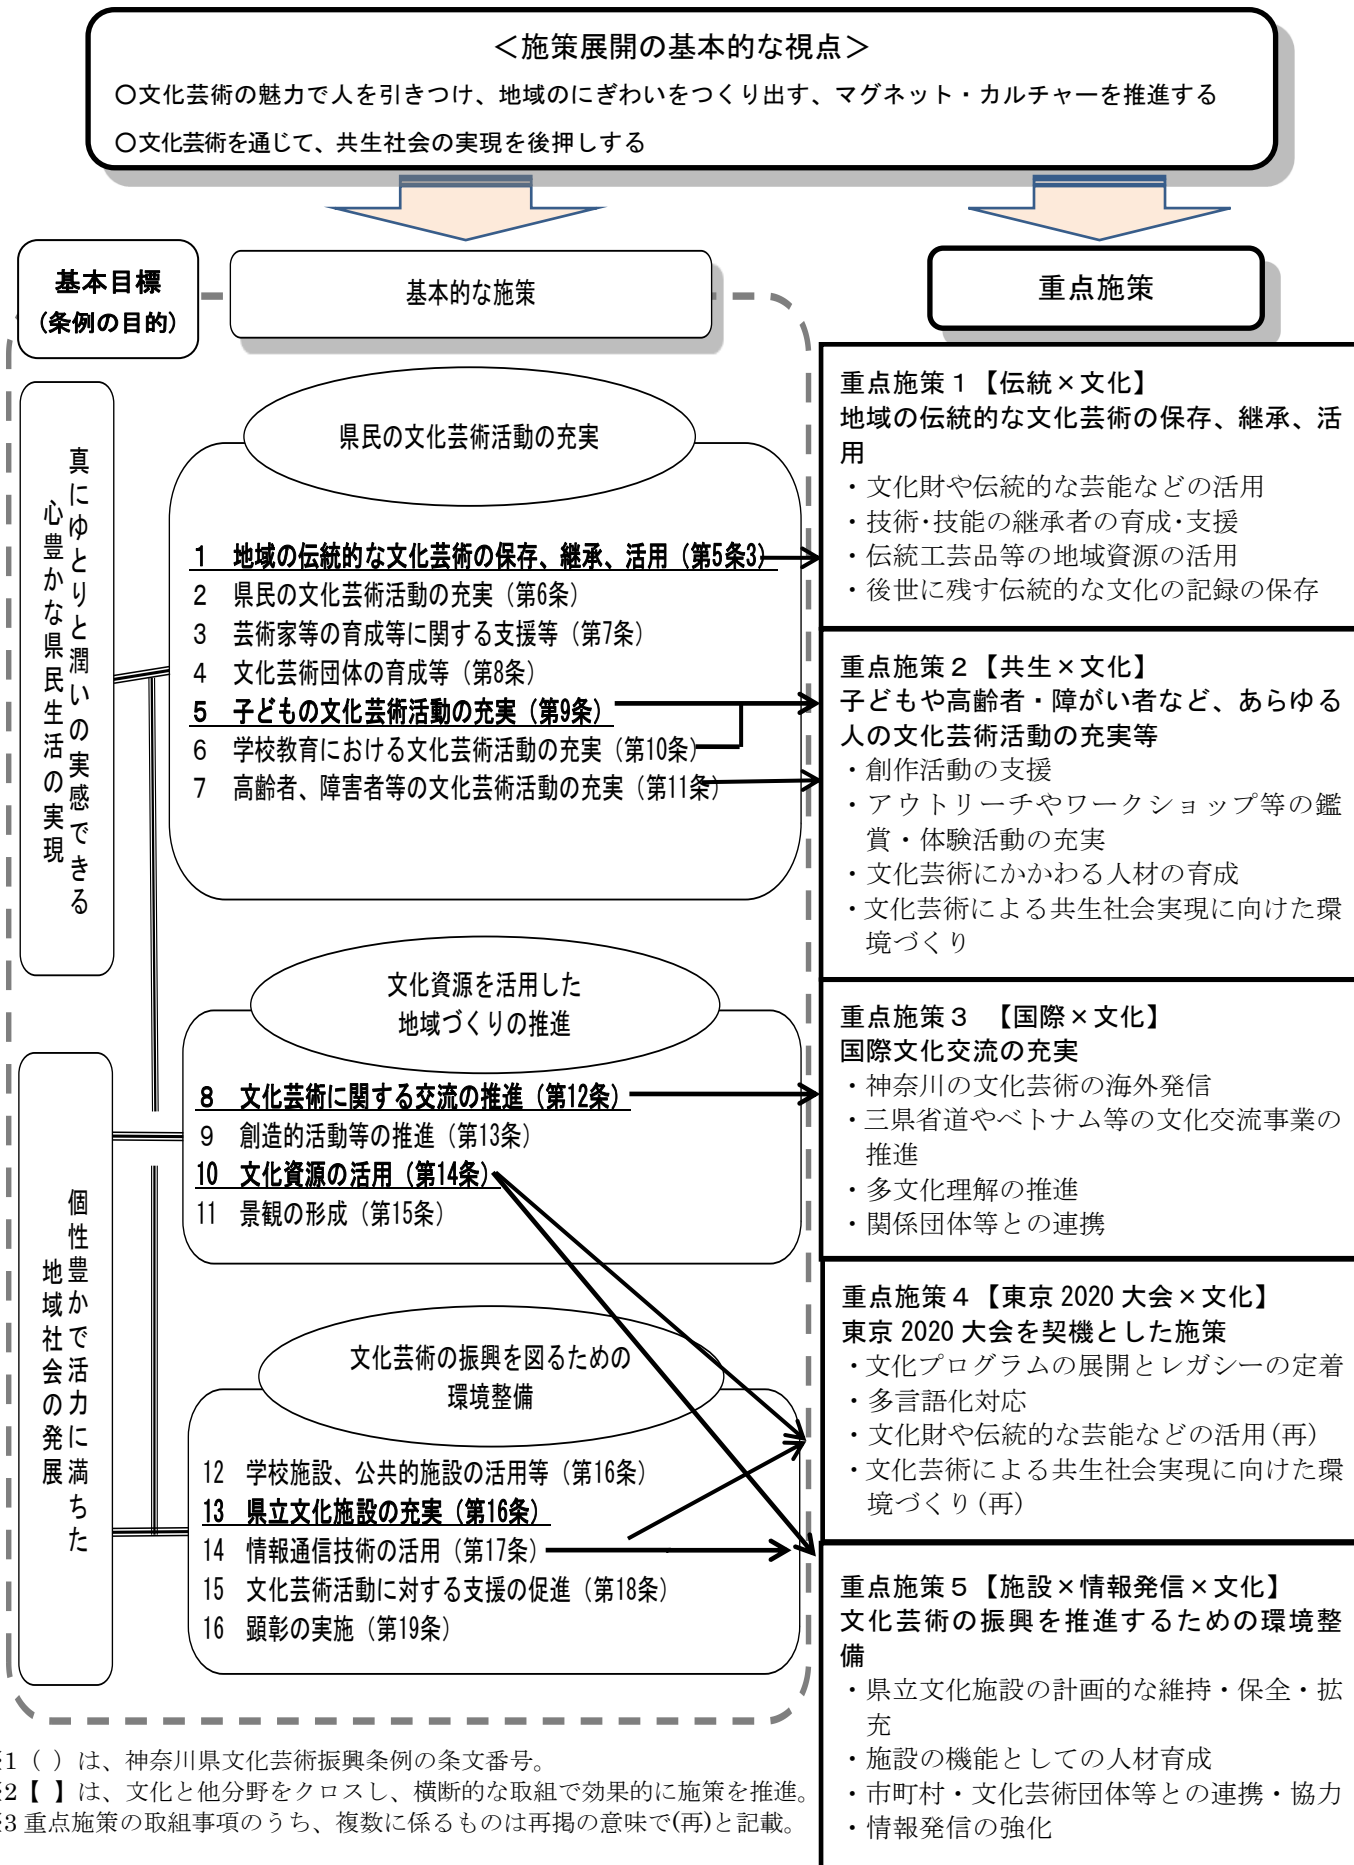 ＜施策展開の基本的な視点＞
〇文化芸術の魅力で人を引きつけ、地域のにぎわいをつくり出す、マグネット・カルチャーを推進する
〇文化芸術を通じて、共生社会の実現を後押しする
基本目標
(条例の目的)
基本的な施策
重点施策
真にゆとりと潤いの実感できる
心豊かな県民生活の実現
県民の文化芸術活動の充実
1 地域の伝統的な文化芸術の保存、継承、活用（第5条3）
2 県民の文化芸術活動の充実（第6条）
3 芸術家等の育成等に関する支援等（第7条）
4 文化芸術団体の育成等（第8条）
5 子どもの文化芸術活動の充実（第9条）
6 学校教育における文化芸術活動の充実（第10条）
7 高齢者、障害者等の文化芸術活動の充実（第11条）
個性豊かで活力に満ちた
地域社会の発展
文化資源を活用した
地域づくりの推進
8 文化芸術に関する交流の推進（第12条）
9 創造的活動等の推進（第13条）
10 文化資源の活用（第14条）
11 景観の形成（第15条）
文化芸術の振興を図るための
環境整備
12 学校施設、公共的施設の活用等（第16条）
13 県立文化施設の充実（第16条）
14 情報通信技術の活用（第17条）
15 文化芸術活動に対する支援の促進（第18条）
16 顕彰の実施（第19条）
重点施策１【伝統×文化】
地域の伝統的な文化芸術の保存、継承、活
用
・文化財や伝統的な芸能などの活用
・技術･技能の継承者の育成･支援
・伝統工芸品等の地域資源の活用
・後世に残す伝統的な文化の記録の保存
重点施策２【共生×文化】
子どもや高齢者・障がい者など、あらゆる
人の文化芸術活動の充実等
・創作活動の支援
・アウトリーチやワークショップ等の鑑
賞・体験活動の充実
・文化芸術にかかわる人材の育成
・文化芸術による共生社会実現に向けた環
境づくり
重点施策３ 【国際×文化】
国際文化交流の充実
・神奈川の文化芸術の海外発信
・三県省道やベトナム等の文化交流事業の
推進
・多文化理解の推進
・関係団体等との連携
重点施策４【東京 2020 大会×文化】
東京 2020 大会を契機とした施策
・文化プログラムの展開とレガシーの定着
・多言語化対応
・文化財や伝統的な芸能などの活用(再)
・文化芸術による共生社会実現に向けた環
境づくり(再)
重点施策５【施設×情報発信×文化】
文化芸術の振興を推進するための環境整
備
・県立文化施設の計画的な維持・保全・拡
充
・施設の機能としての人材育成
・市町村・文化芸術団体等との連携・協力
・情報発信の強化
1（ ）は、神奈川県文化芸術振興条例の条文番号。
2【 】は、文化と他分野をクロスし、横断的な取組で効果的に施策を推進。
3 重点施策の取組事項のうち、複数に係るものは再掲の意味で(再)と記載。